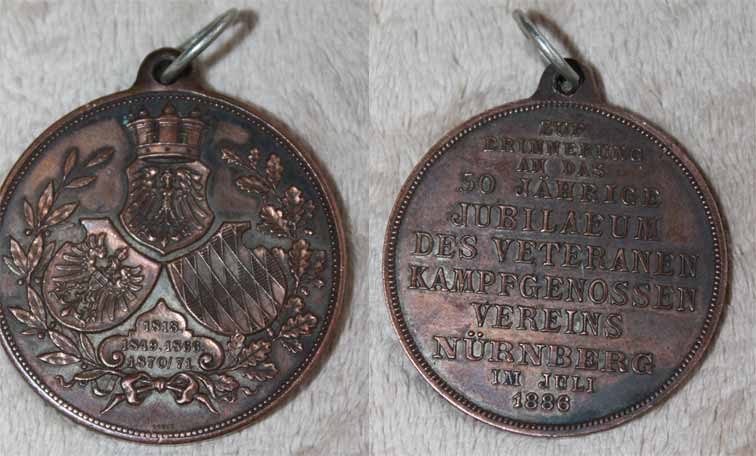 1813.
1849.1866
1870/71
ZUR
ERINNERUNG
AN DAS
50 JÄHRIGE
JUBILAEUM
DES VETERANEN
KAMPFGENOSSEN
VEREINS
NÜRNBERG
IM JULI
1886